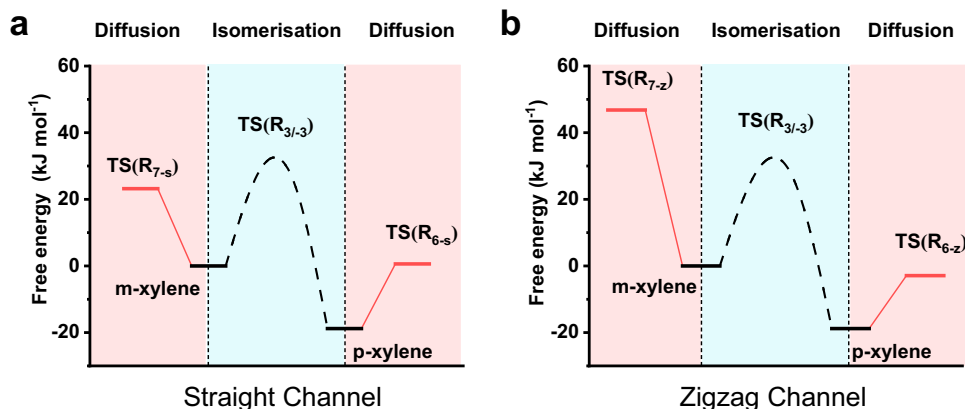 a
Diffusion Isomerisation Diffusion
Free energy (kJ mol⁻¹)
60
40
20
0
-20
TS(R₇₋ₛ)
TS(R₃/₋₃)
TS(R₆₋ₛ)
m-xylene
p-xylene
Straight Channel
b
Diffusion Isomerisation Diffusion
Free energy (kJ mol⁻¹)
60
40
20
0
-20
TS(R7-z)
TS(R₃/₋₃)
TS(R6-z)
m-xylene
p-xylene
Zigzag Channel